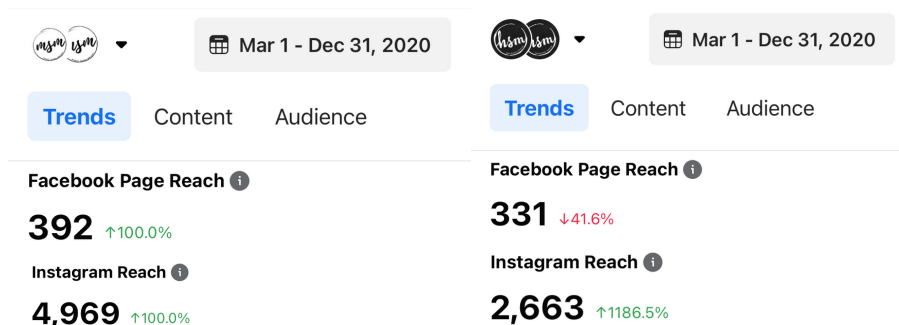 msm ism
Mar 1 - Dec 31, 2020
Trends Content Audience
Facebook Page Reach
392 ↑100.0%
Instagram Reach
4,969 ↑100.0%
hsm ism
Mar 1 - Dec 31, 2020
Trends Content Audience
Facebook Page Reach
331 ↓41.6%
Instagram Reach
2,663 ↑1186.5%